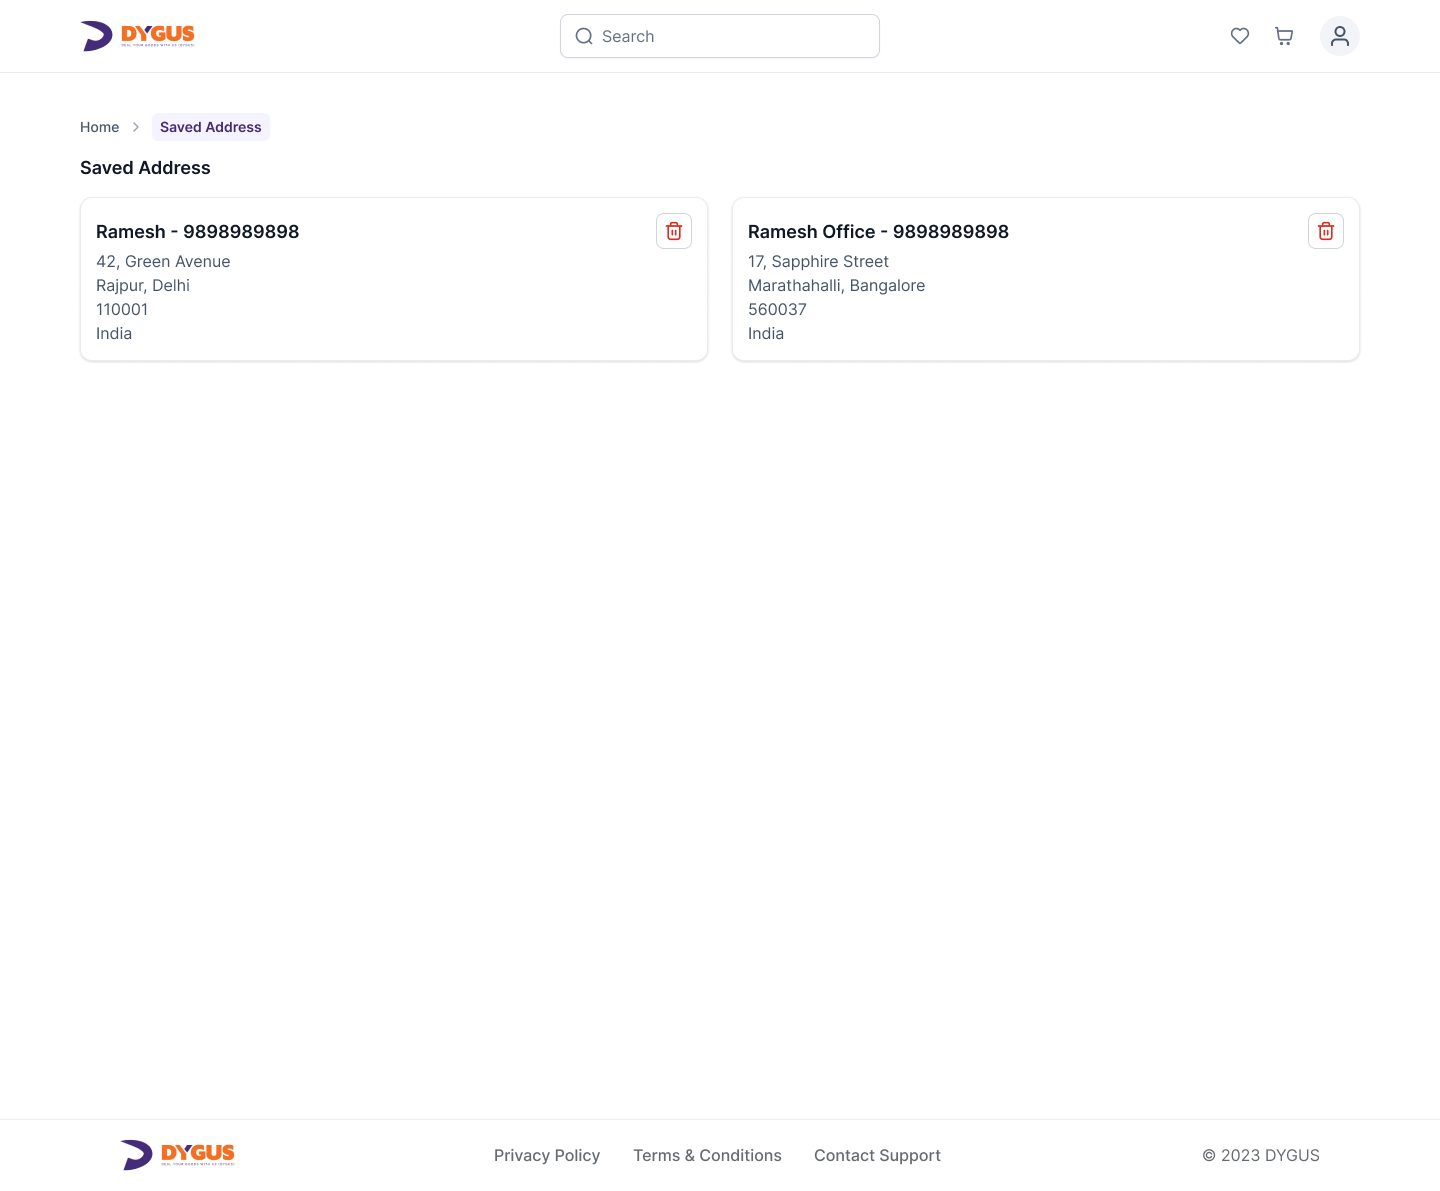 DYGUS
Search
Home
Saved Address
Saved Address
Ramesh - 9898989898
42, Green Avenue
Rajpur, Delhi
110001
India
Ramesh Office - 9898989898
17, Sapphire Street
Marathahalli, Bangalore
560037
India
DYGUS
Privacy Policy
Terms & Conditions
Contact Support
© 2023 DYGUS